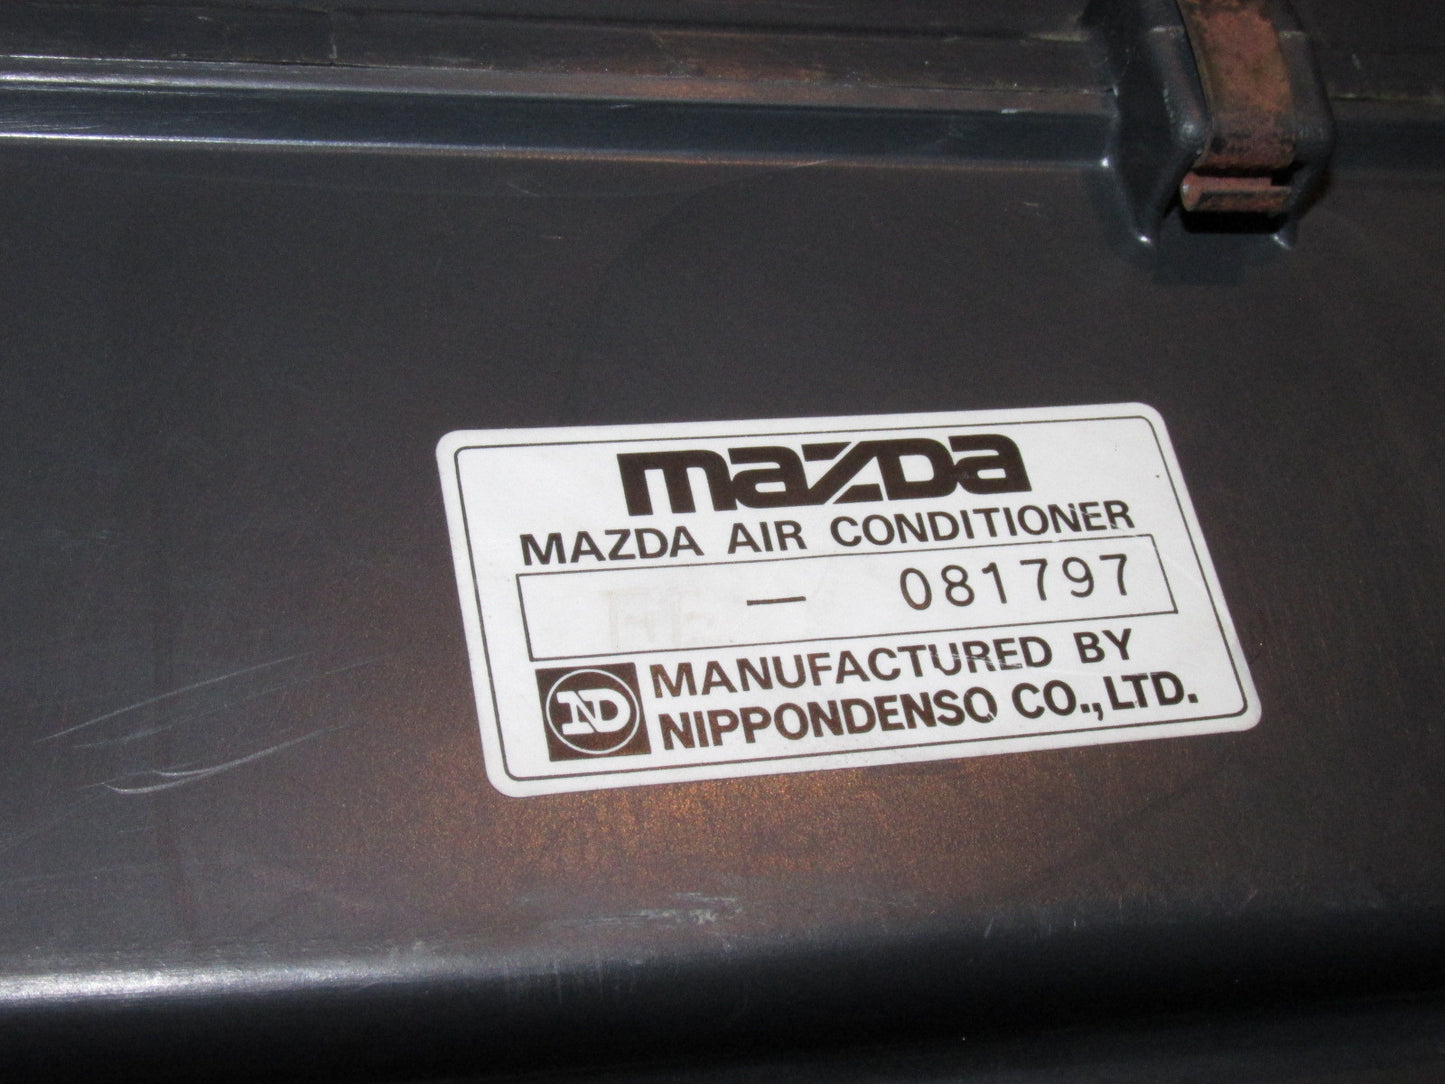 mazda
MAZDA AIR CONDITIONER
— 081797
ND MANUFACTURED BY
NIPPONDENSO CO., LTD.